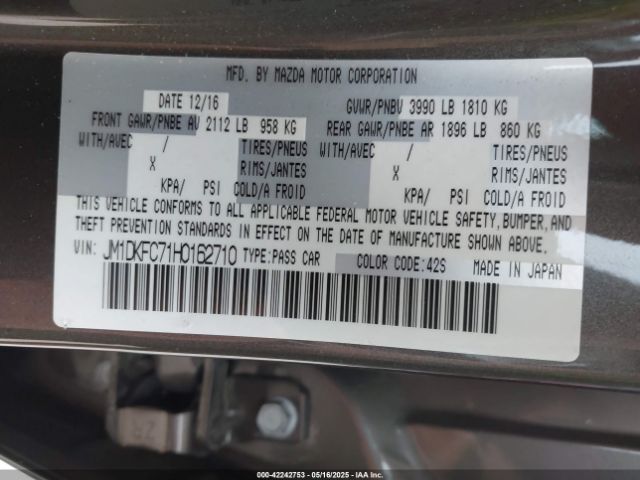 MFD. BY MAZDA MOTOR CORPORATION
DATE 12/16 GVWR/PNBV 3990 LB 1810 KG
FRONT GAWR/PNBE AV 2112 LB 958 KG REAR GAWR/PNBE AR 1896 LB 860 KG
WITH/AVEC / TIRES/PNEUS WITH/AVEC / TIRES/PNEUS
X RIMS/JANTES X RIMS/JANTES
KPA/ PSI COLD/A FROID KPA/ PSI COLD/A FROID
THIS VEHICLE CONFORMS TO ALL APPLICABLE FEDERAL MOTOR VEHICLE SAFETY, BUMPER, AND
THEFT PREVENTION STANDARDS IN EFFECT ON THE DATE OF MANUFACTURE SHOWN ABOVE.
VIN: JM1DKFC71H0162710 TYPE:PASS CAR COLOR CODE:42S MADE IN JAPAN
ZR
000-42242753 - 05/16/2025 - IAAI, Inc.